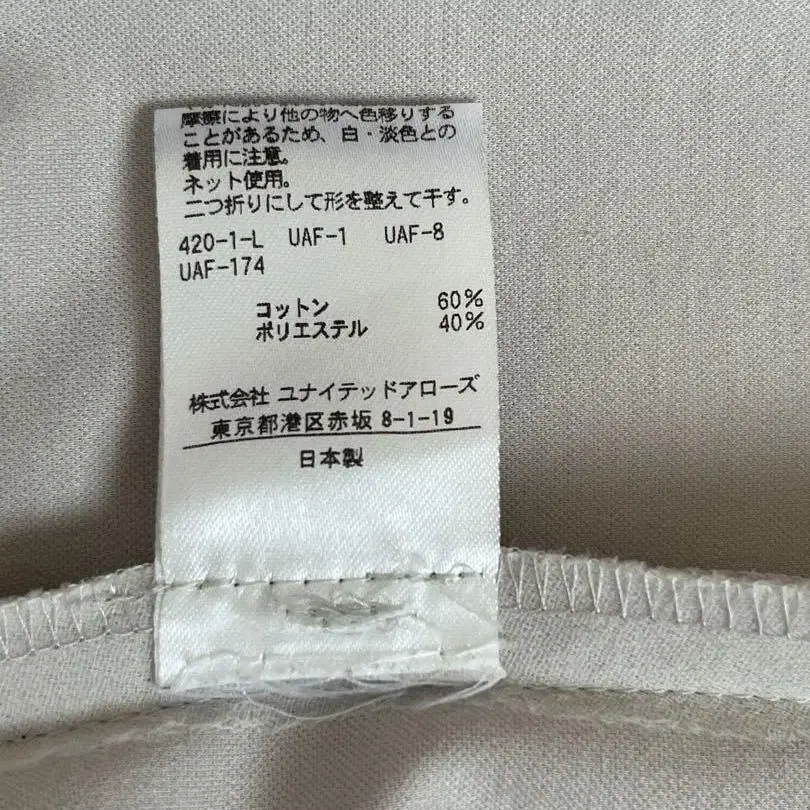 摩擦により他の物へ色移りする
ことがあるため、白・淡色との
着用に注意。
ネット使用。
二つ折りにして形を整えて干す。
420-1-L UAF-1 UAF-8
UAF-174
コットン 60%
ポリエステル 40%
株式会社 ユナイテッドアローズ
東京都港区赤坂 8-1-19
日本製